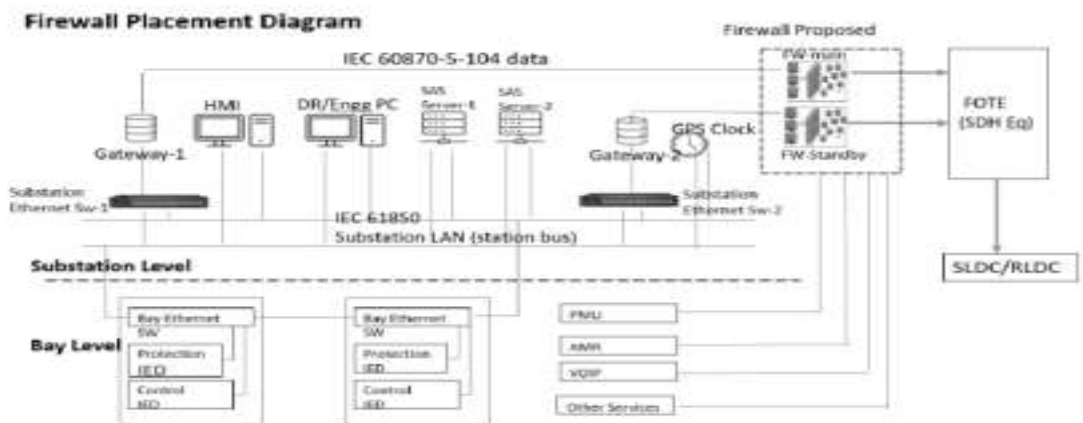 Firewall Placement Diagram
Firewall Proposed
IEC 60870-5-104 data
FW-main
HMI
DR/Engg PC
SAS
Server-1
SAS
Server-2
FOTE
(SDH Eq)
Gateway-1
Gateway-2
GPS Clock
FW-Standby
Substation
Ethernet Sw-1
Substation
Ethernet Sw-2
IEC 61850
Substation LAN (station bus)
Substation Level
SLDC/RLDC
Bay Ethernet
SW
Bay Ethernet
SW
PMU
Bay Level
Protection
IED
Protection
IED
AMR
VOIP
Control
IED
Control
IED
Other Services